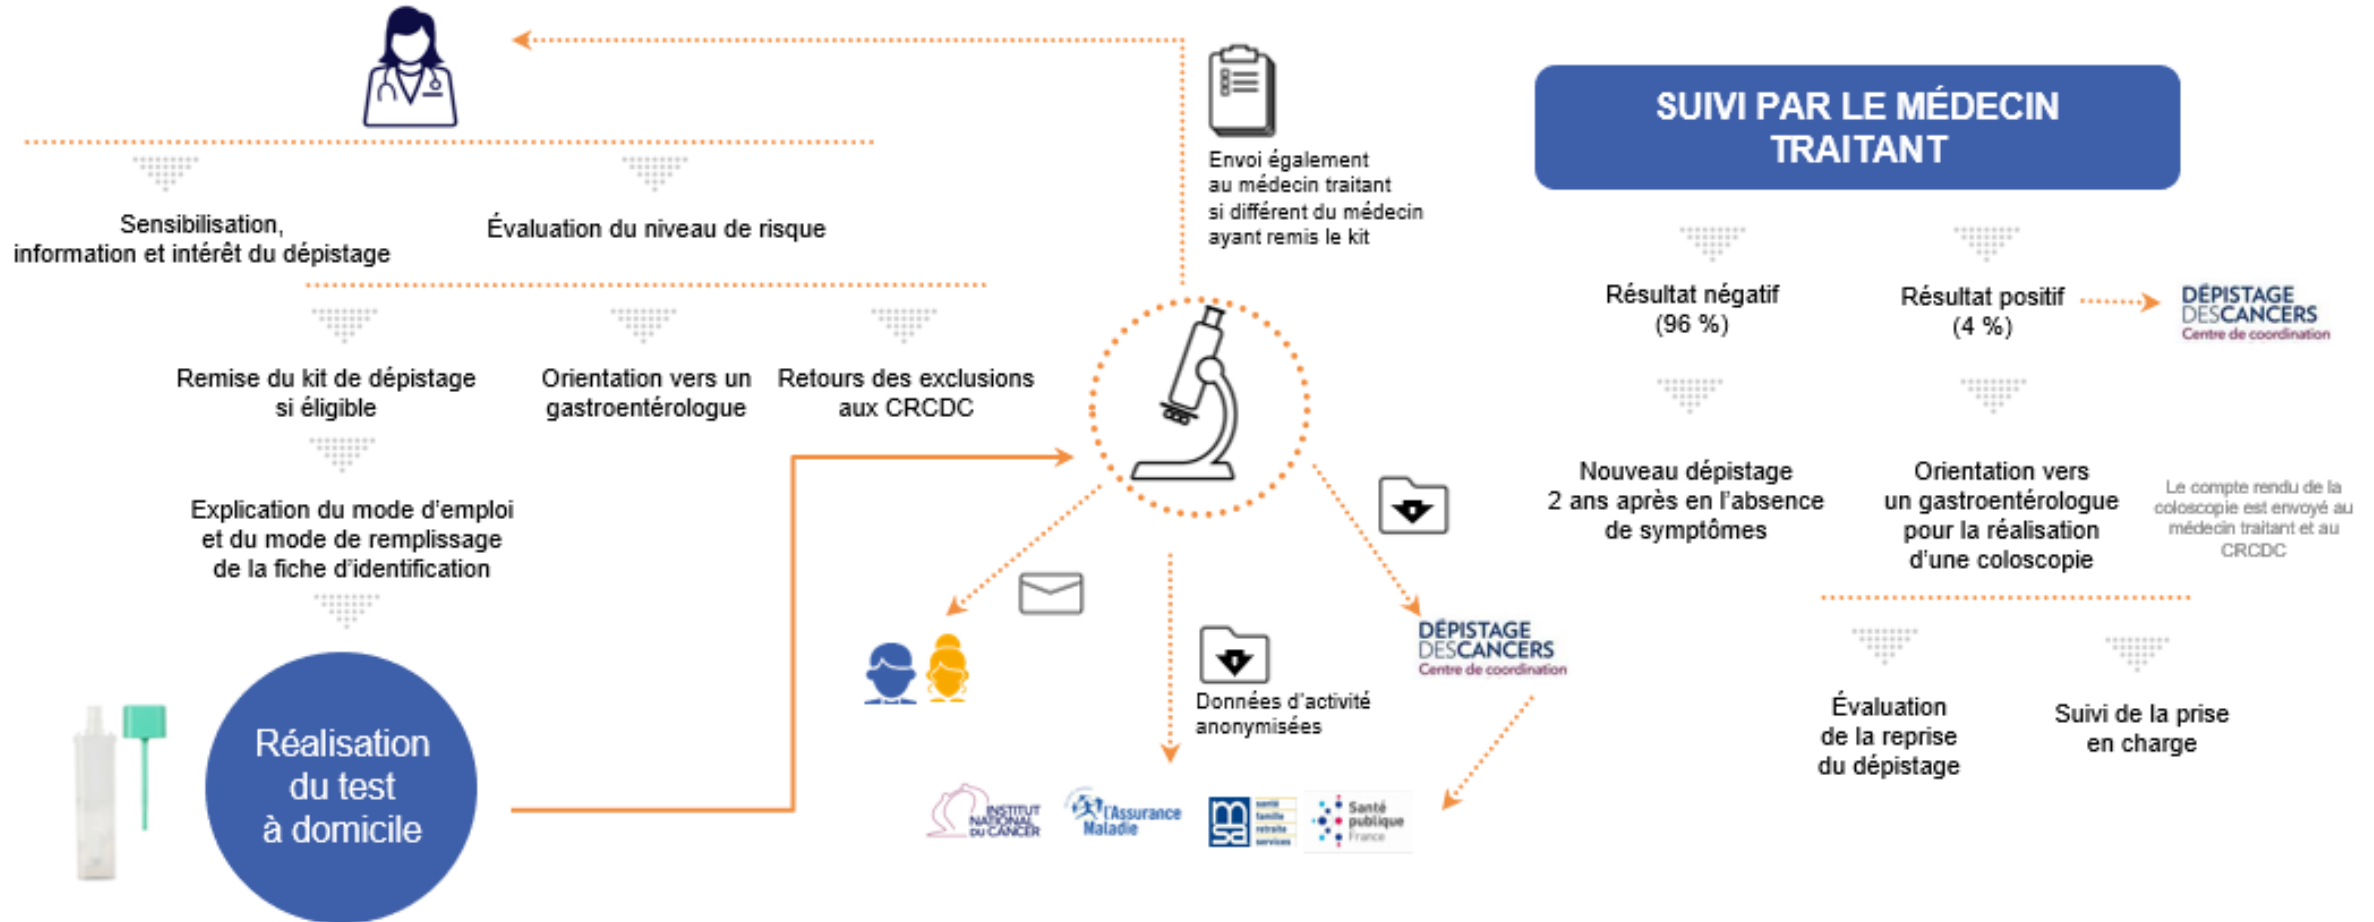 Sensibilisation,
information et intérêt du dépistage
Évaluation du niveau de risque
Remise du kit de dépistage
si éligible
Orientation vers un
gastroentérologue
Retours des exclusions
aux CRCDC
Explication du mode d'emploi
et du mode de remplissage
de la fiche d'identification
Réalisation
du test
à domicile
Envoi également
au médecin traitant
si différent du médecin
ayant remis le kit
Données d'activité
anonymisées
DÉPISTAGE
DESCANCERS
Centre de coordination
INSTITUT
NATIONAL
DU CANCER
l'Assurance
Maladie
msa
santé
famille
retraite
services
Santé
publique
France
SUIVI PAR LE MÉDECIN
TRAITANT
Résultat négatif
(96 %)
Résultat positif
(4 %)
DÉPISTAGE
DESCANCERS
Centre de coordination
Nouveau dépistage
2 ans après en l'absence
de symptômes
Orientation vers
un gastroentérologue
pour la réalisation
d'une coloscopie
Le compte rendu de la
coloscopie est envoyé au
médecin traitant et au
CRCDC
Évaluation
de la reprise
du dépistage
Suivi de la prise
en charge